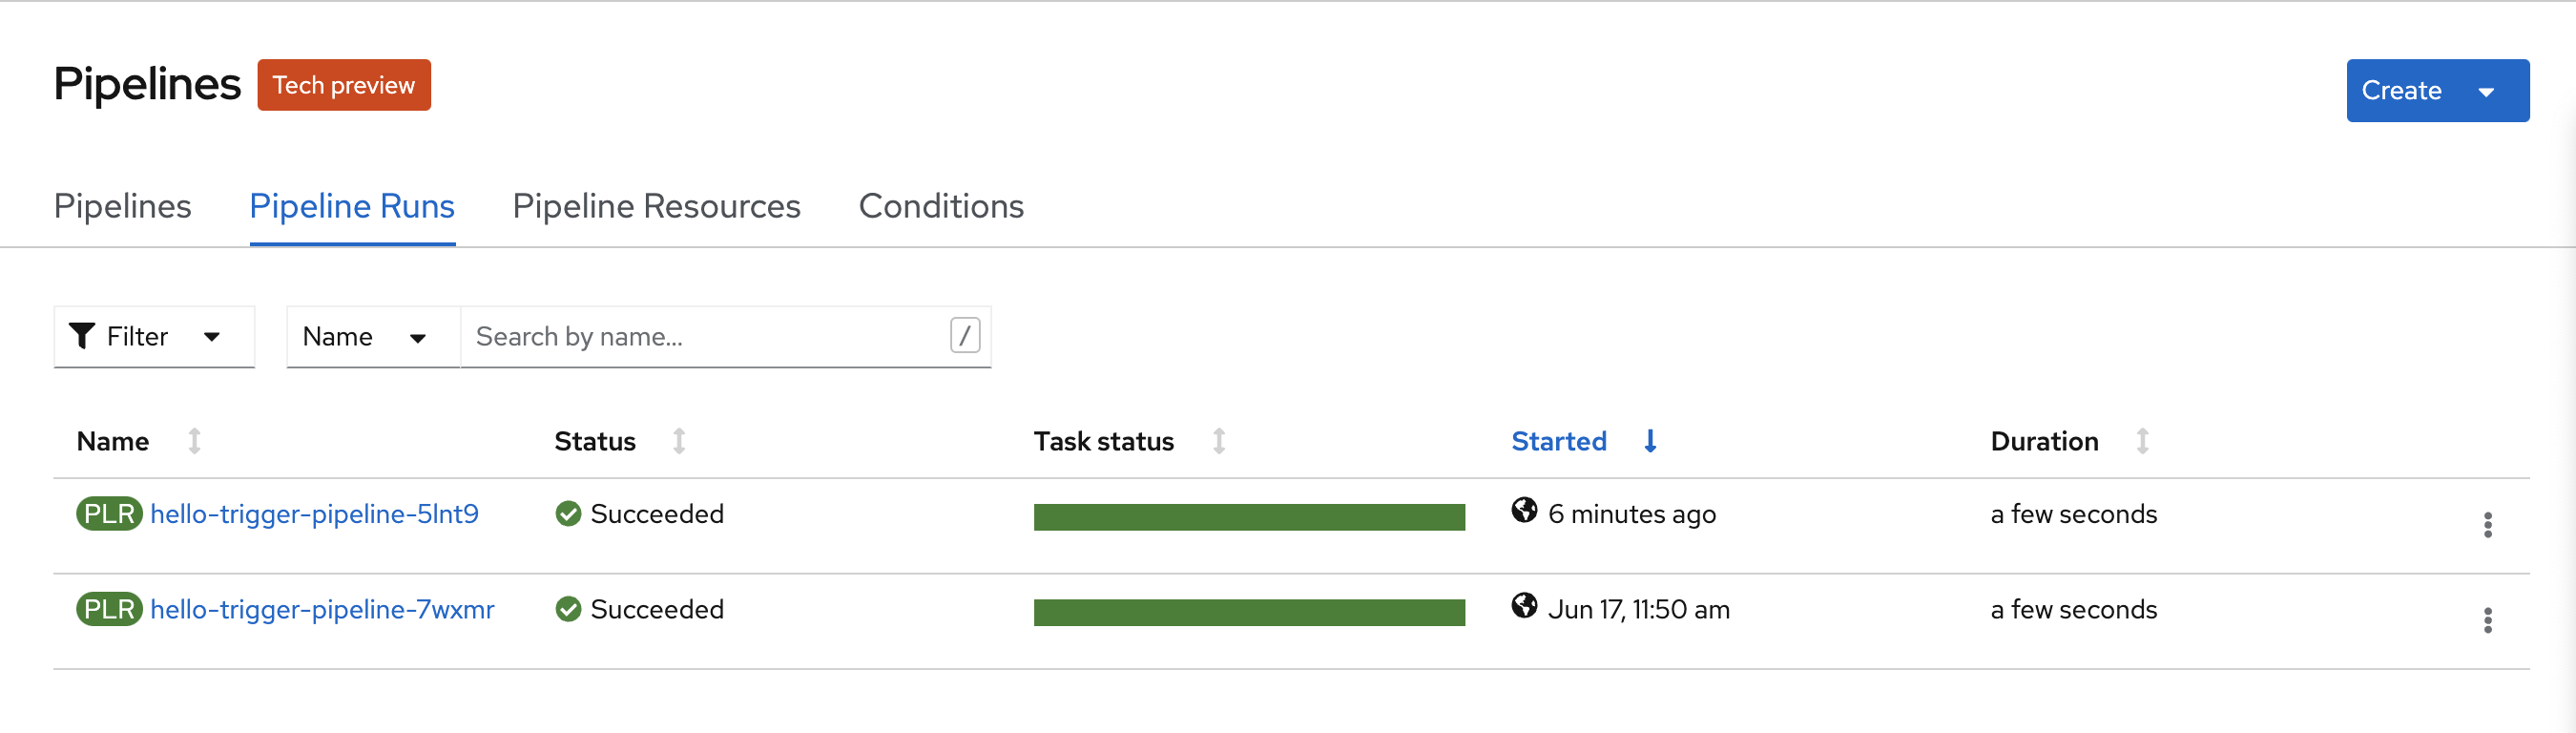 Pipelines Tech preview
Create
Pipelines Pipeline Runs Pipeline Resources Conditions
Filter Name Search by name... /
Name Status Task status Started Duration
PLR hello-trigger-pipeline-5lnt9 Succeeded 6 minutes ago a few seconds
PLR hello-trigger-pipeline-7wxmr Succeeded Jun 17, 11:50 am a few seconds